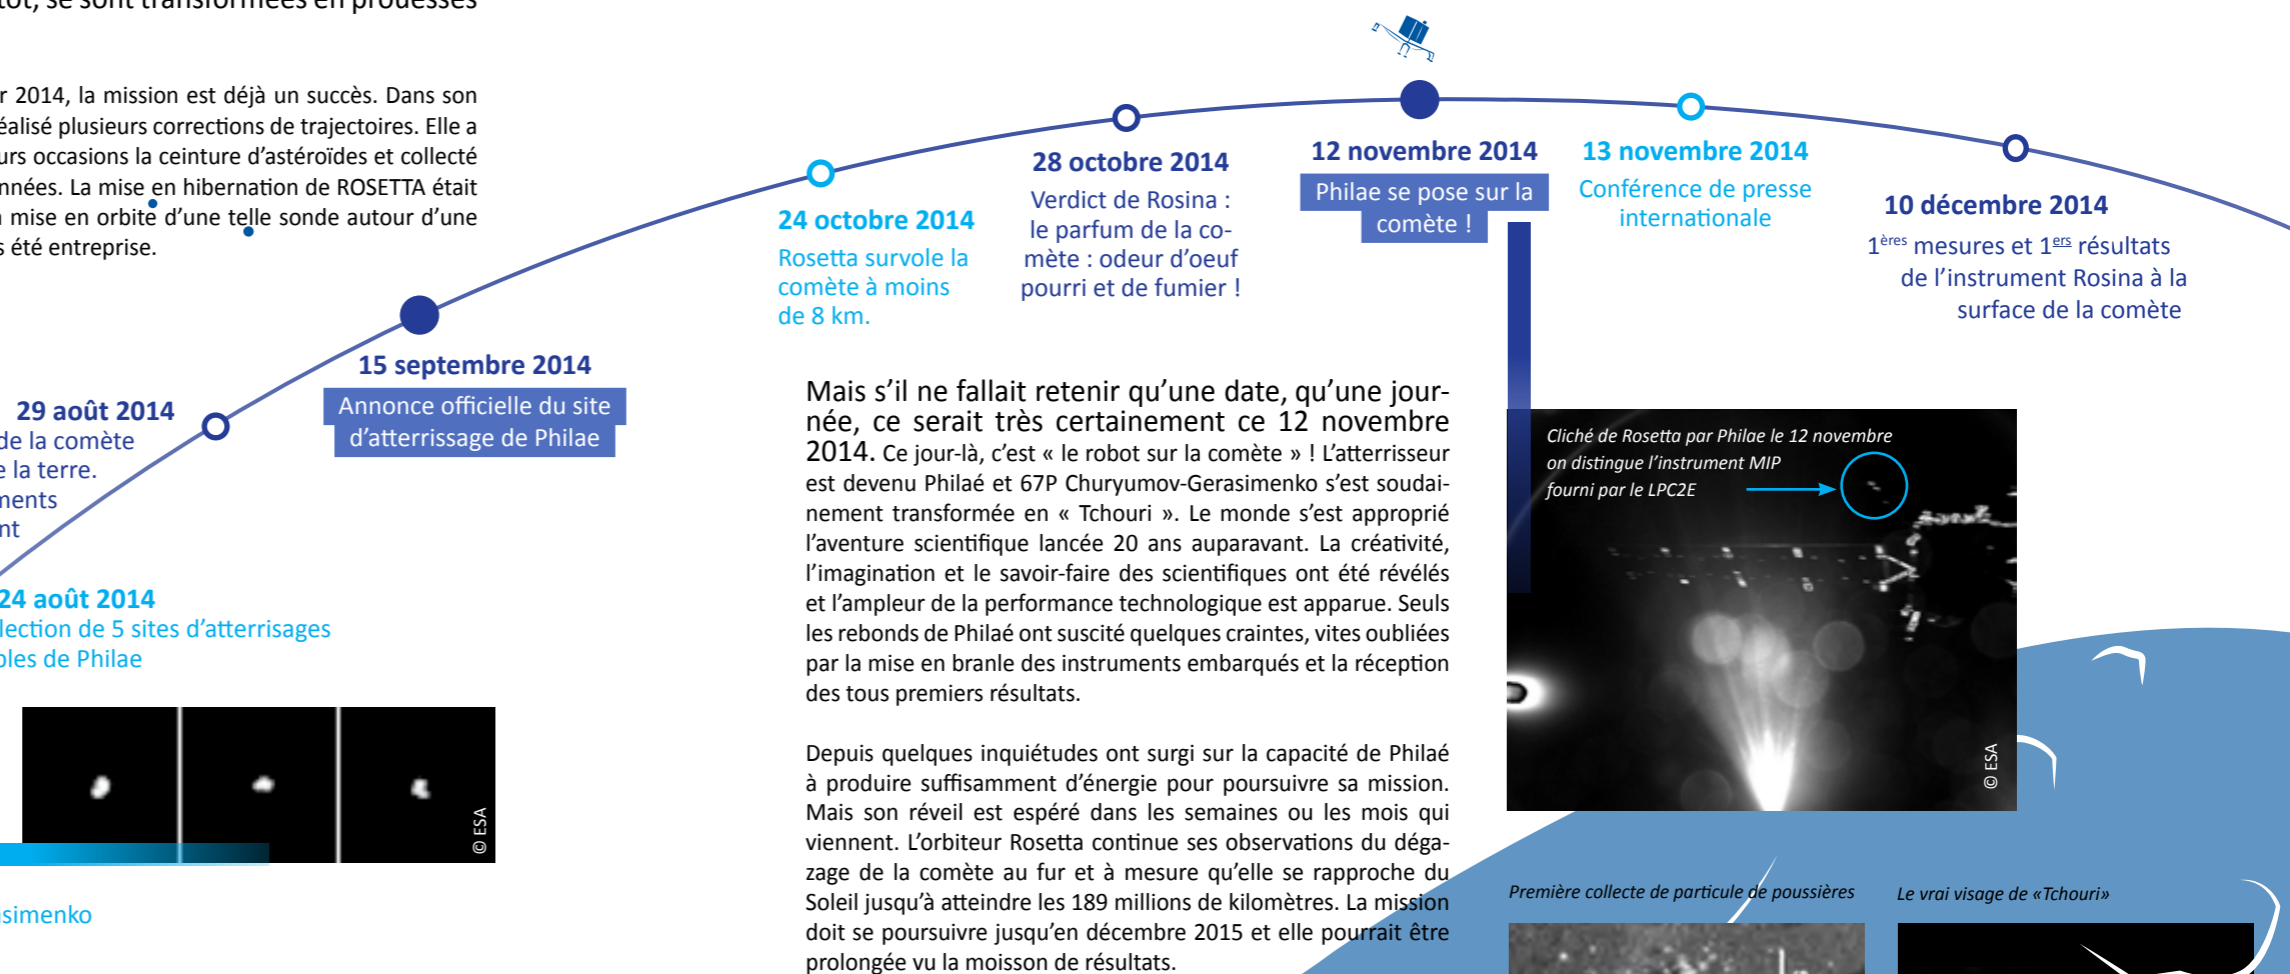 tôt, se sont transformées en prouesses
r 2014, la mission est déjà un succès. Dans son
éalisé plusieurs corrections de trajectoires. Elle a
urs occasions la ceinture d'astéroïdes et collecté
nnées. La mise en hibernation de ROSETTA était
mise en orbite d'une telle sonde autour d'une
s été entreprise.
24 août 2014
lection de 5 sites d'atterrisages
bles de Philae
29 août 2014
de la comète
e la terre.
ments
nt
15 septembre 2014
Annonce officielle du site
d'atterrissage de Philae
24 octobre 2014
Rosetta survole la
comète à moins
de 8 km.
28 octobre 2014
Verdict de Rosina :
le parfum de la co-
mète : odeur d'oeuf
pourri et de fumier !
12 novembre 2014
Philae se pose sur la
comète !
13 novembre 2014
Conférence de presse
internationale
10 décembre 2014
1ères mesures et 1ers résultats
de l'instrument Rosina à la
surface de la comète
© ESA
simenko
Mais s'il ne fallait retenir qu'une date, qu'une jour-
née, ce serait très certainement ce 12 novembre
2014. Ce jour-là, c'est « le robot sur la comète » ! L'atterrisseur
est devenu Philaé et 67P Churyumov-Gerasimenko s'est soudai-
nement transformée en « Tchouri ». Le monde s'est approprié
l'aventure scientifique lancée 20 ans auparavant. La créativité,
l'imagination et le savoir-faire des scientifiques ont été révélés
et l'ampleur de la performance technologique est apparue. Seuls
les rebonds de Philaé ont suscité quelques craintes, vites oubliées
par la mise en branle des instruments embarqués et la réception
des tous premiers résultats.
Depuis quelques inquiétudes ont surgi sur la capacité de Philaé
à produire suffisamment d'énergie pour poursuivre sa mission.
Mais son réveil est espéré dans les semaines ou les mois qui
viennent. L'orbiteur Rosetta continue ses observations du déga-
zage de la comète au fur et à mesure qu'elle se rapproche du
Soleil jusqu'à atteindre les 189 millions de kilomètres. La mission
doit se poursuivre jusqu'en décembre 2015 et elle pourrait être
prolongée vu la moisson de résultats.
Cliché de Rosetta par Philae le 12 novembre
on distingue l'instrument MIP
fourni par le LPC2E
© ESA
Première collecte de particule de poussières
Le vrai visage de «Tchouri»